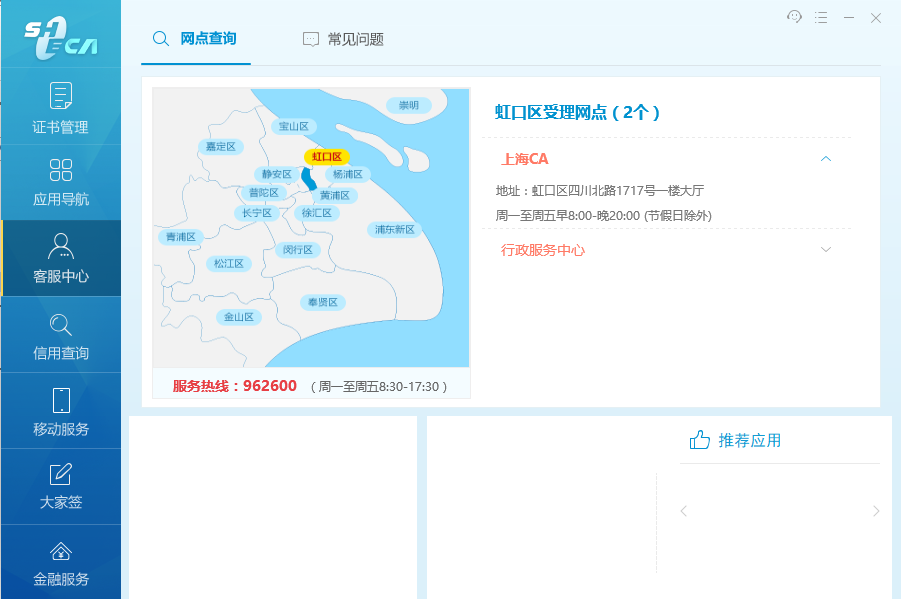 SHECA
网点查询
常见问题
证书管理
应用导航
客服中心
信用查询
移动服务
大家签
金融服务
崇明
宝山区
嘉定区
虹口区
静安区
杨浦区
普陀区
黄浦区
长宁区
徐汇区
青浦区
浦东新区
闵行区
松江区
奉贤区
金山区
服务热线：962600 （周一至周五8:30-17:30）
虹口区受理网点（2个）
上海CA
地址：虹口区四川北路1717号一楼大厅
周一至周五早8:00-晚20:00 (节假日除外)
行政服务中心
推荐应用